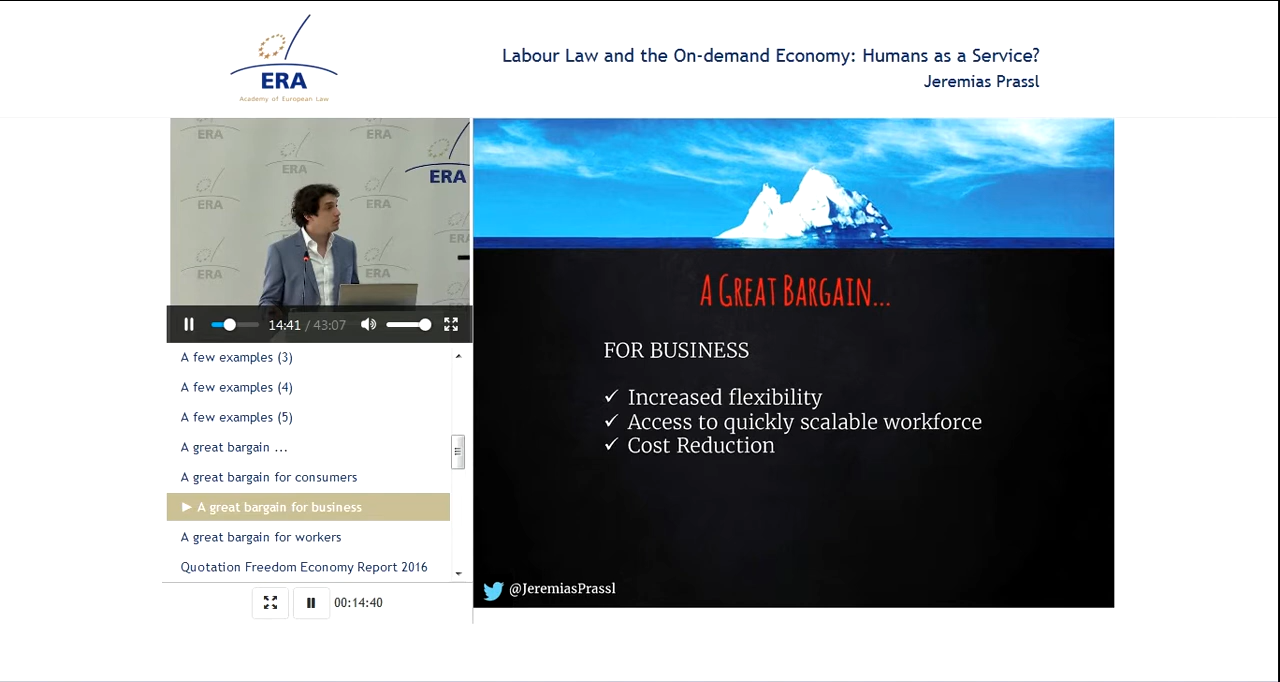 ERA
Academy of European Law
Labour Law and the On-demand Economy: Humans as a Service?
Jeremias Prassl
ERA
ERA
ERA
ERA
ERA
ERA
ERA
ERA
ERA
ERA
14:41 / 43:07
A few examples (3)
A few examples (4)
A few examples (5)
A great bargain ...
A great bargain for consumers
► A great bargain for business
A great bargain for workers
Quotation Freedom Economy Report 2016
00:14:40
A GREAT BARGAIN...
FOR BUSINESS
✓ Increased flexibility
✓ Access to quickly scalable workforce
✓ Cost Reduction
@JeremiasPrassl